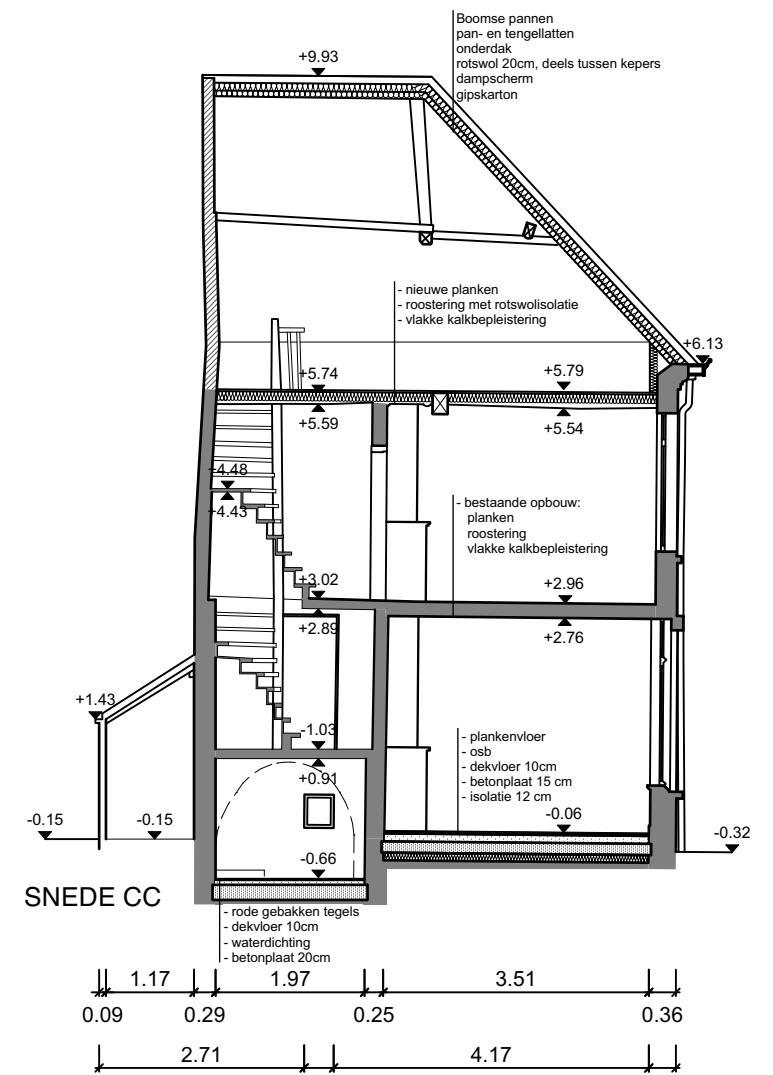 Boomse pannen
pan- en tengellatten
onderdak
rotswol 20cm, deels tussen kepers
dampscherm
gipskarton
+9.93
- nieuwe planken
- roostering met rotswolisolatie
- vlakke kalkbepleistering
+6.13
+5.74
+5.79
+5.59
+5.54
+4.48
+4.43
- bestaande opbouw:
planken
roostering
vlakke kalkbepleistering
+3.02
+2.96
+2.89
+2.76
+1.43
-1.03
+0.91
- plankenvloer
- osb
- dekvloer 10cm
- betonplaat 15 cm
- isolatie 12 cm
-0.15
-0.15
-0.06
-0.32
-0.66
SNEDE CC
- rode gebakken tegels
- dekvloer 10cm
- waterdichting
- betonplaat 20cm
1.17
1.97
3.51
0.09
0.29
0.25
0.36
2.71
4.17